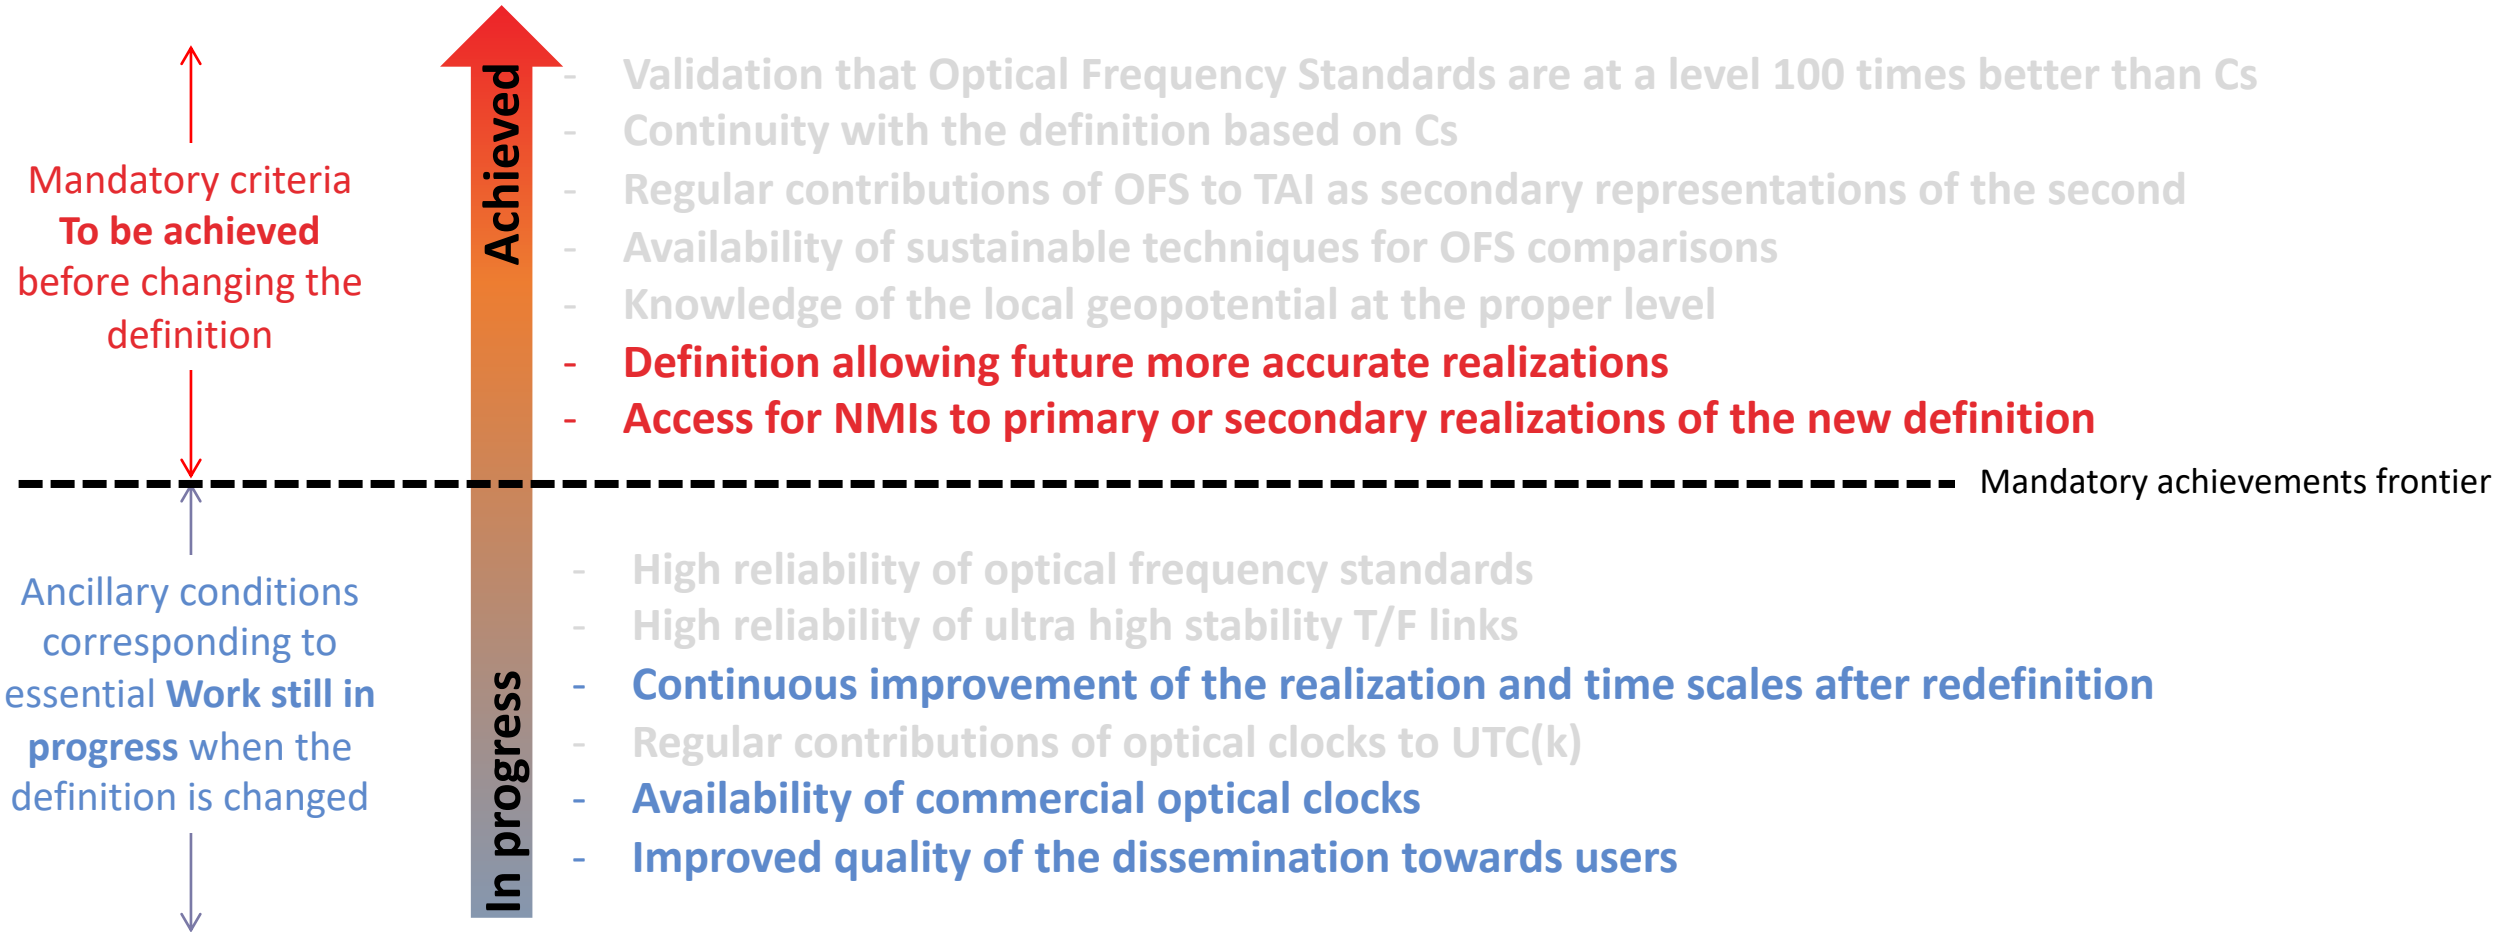 Mandatory criteria
To be achieved
before changing the
definition
Achieved
- Validation that Optical Frequency Standards are at a level 100 times better than Cs
- Continuity with the definition based on Cs
- Regular contributions of OFS to TAI as secondary representations of the second
- Availability of sustainable techniques for OFS comparisons
- Knowledge of the local geopotential at the proper level
- Definition allowing future more accurate realizations
- Access for NMIs to primary or secondary realizations of the new definition
Mandatory achievements frontier
Ancillary conditions
corresponding to
essential Work still in
progress when the
definition is changed
In progress
- High reliability of optical frequency standards
- High reliability of ultra high stability T/F links
- Continuous improvement of the realization and time scales after redefinition
- Regular contributions of optical clocks to UTC(k)
- Availability of commercial optical clocks
- Improved quality of the dissemination towards users